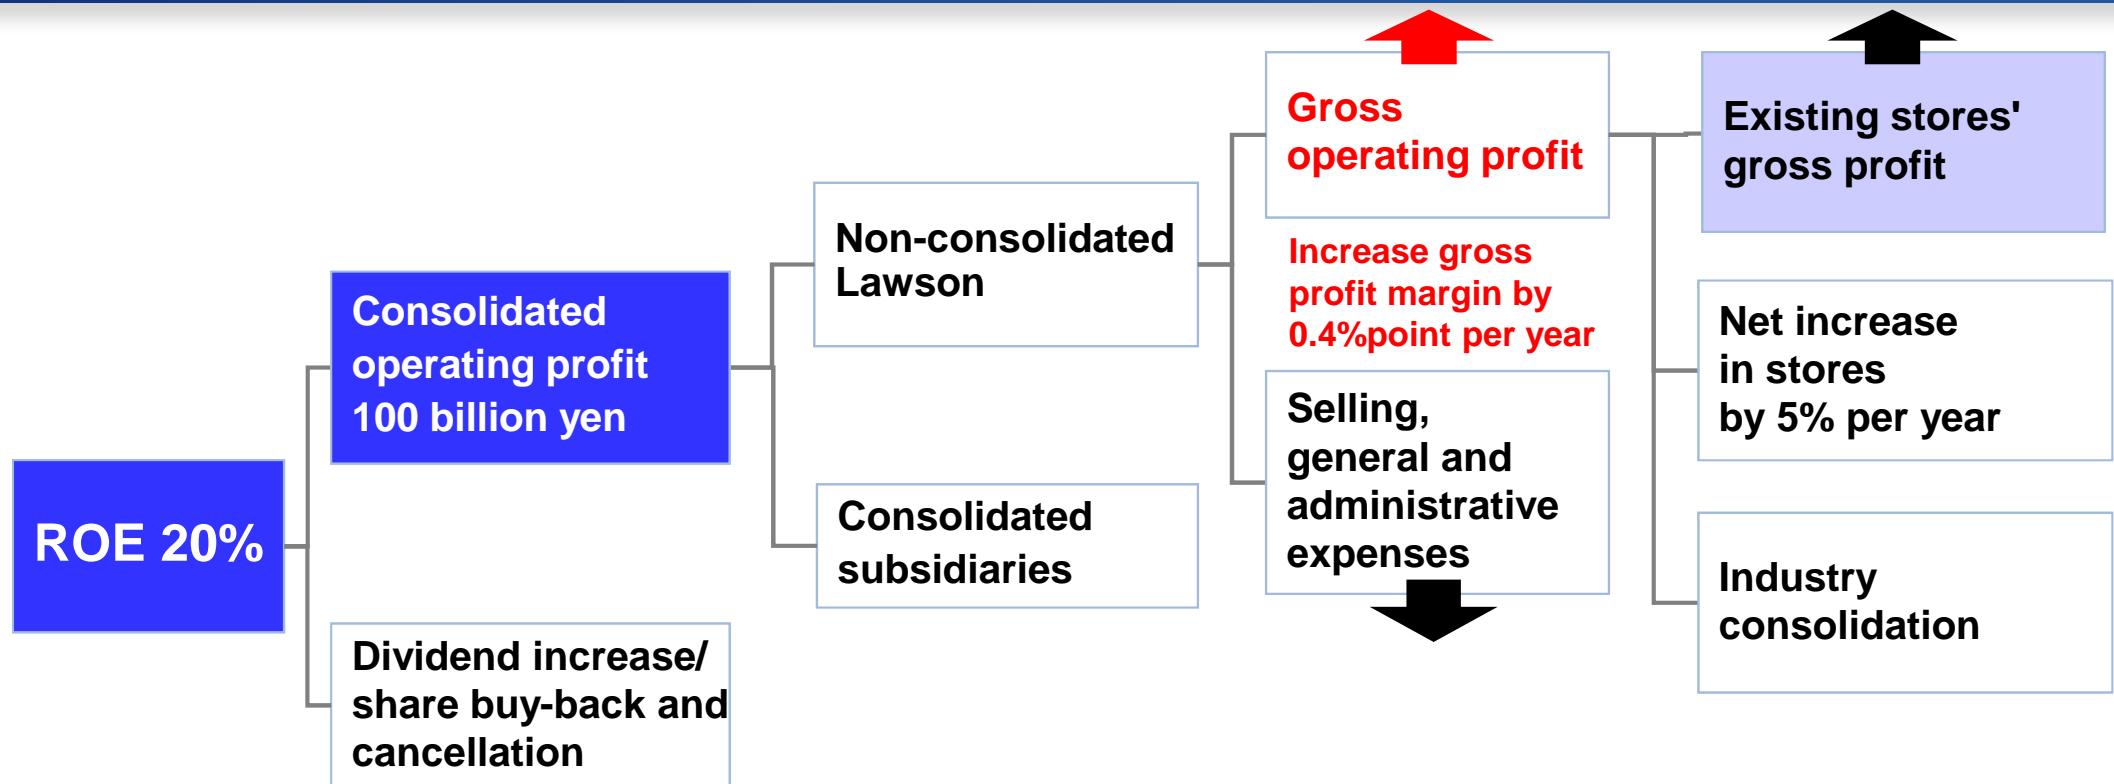 ROE 20%
Consolidated
operating profit
100 billion yen
Dividend increase/
share buy-back and
cancellation
Non-consolidated
Lawson
Consolidated
subsidiaries
Gross
operating profit
Increase gross
profit margin by
0.4%point per year
Selling,
general and
administrative
expenses
Existing stores'
gross profit
Net increase
in stores
by 5% per year
Industry
consolidation